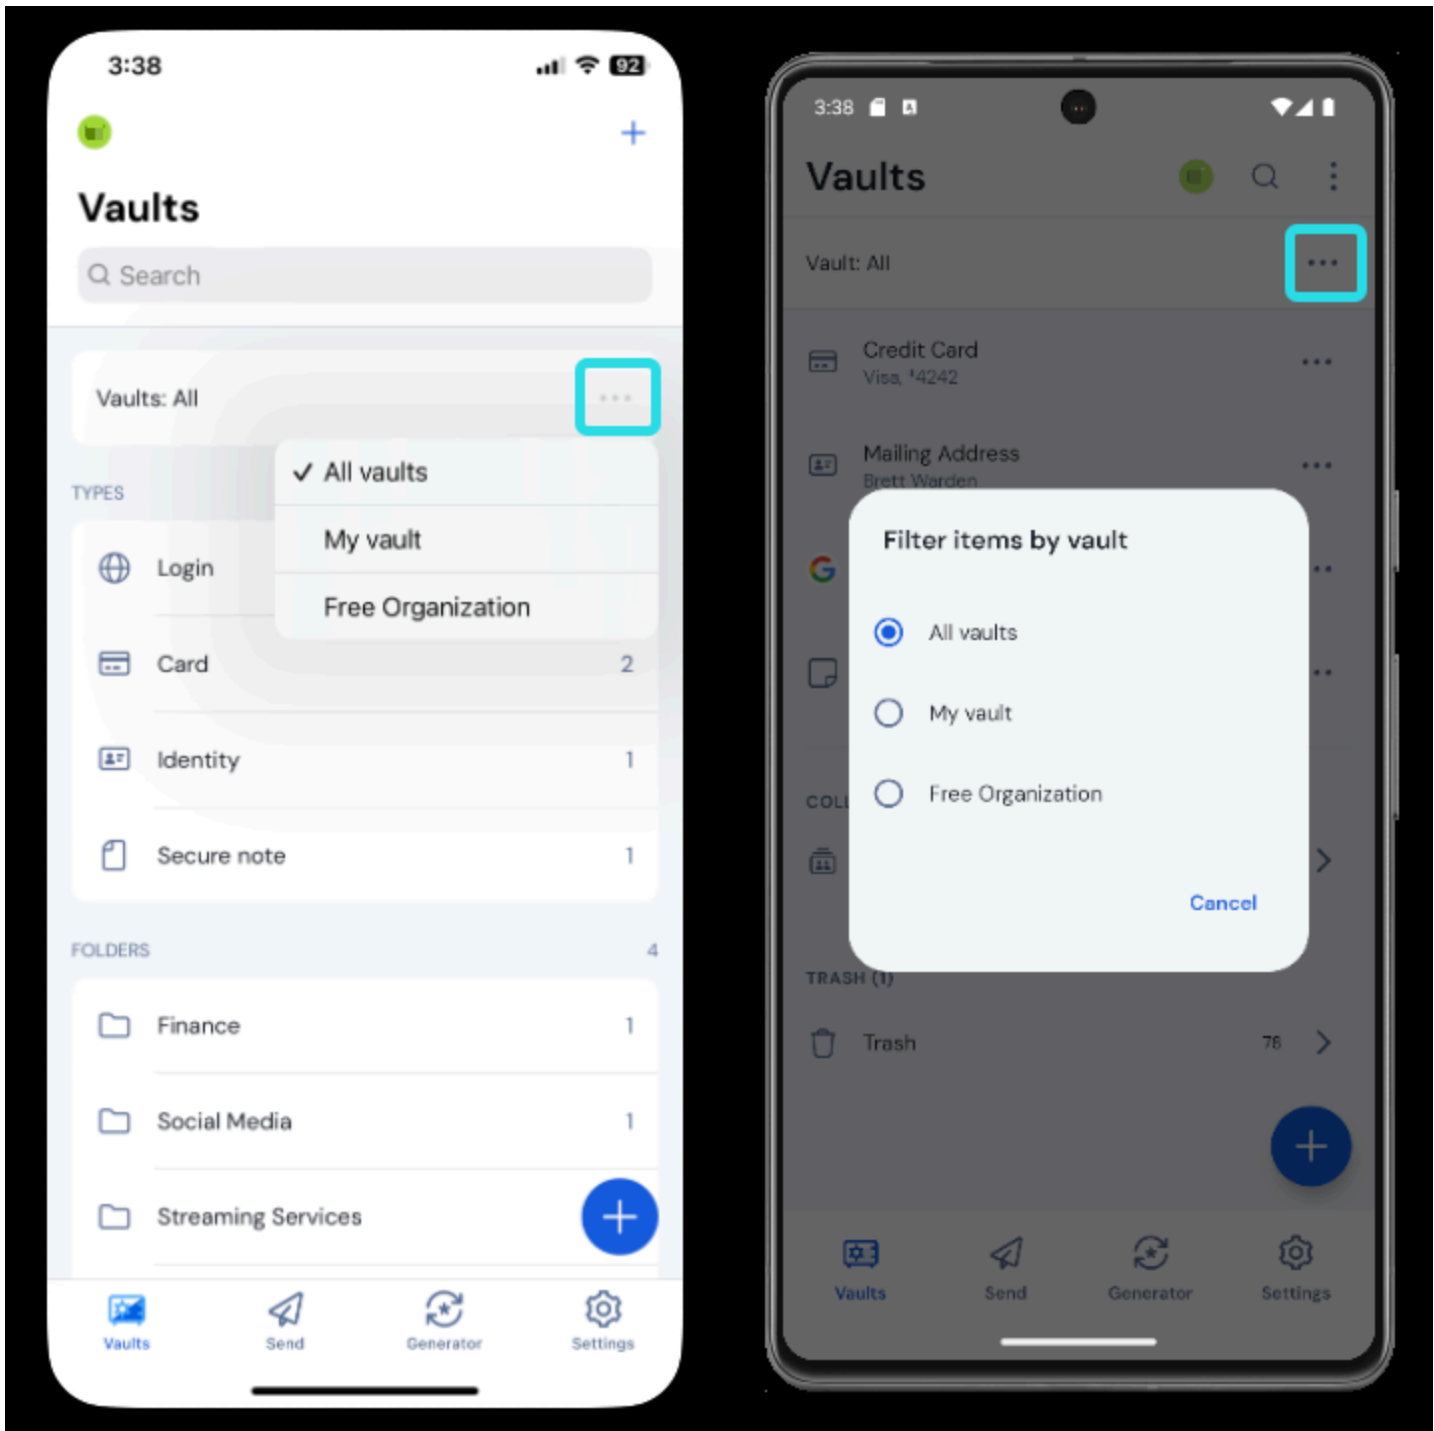 3:38
92
Vaults
Search
Vaults: All
All vaults
My vault
Free Organization
TYPES
Login
Card 2
Identity 1
Secure note 1
FOLDERS 4
Finance 1
Social Media 1
Streaming Services
Vaults Send Generator Settings
3:38
Vaults
Vault: All
Credit Card
Visa, *4242
Mailing Address
Brett Warden
Filter items by vault
All vaults
My vault
Free Organization
Cancel
COLL
TRASH (1)
Trash 78
Vaults Send Generator Settings